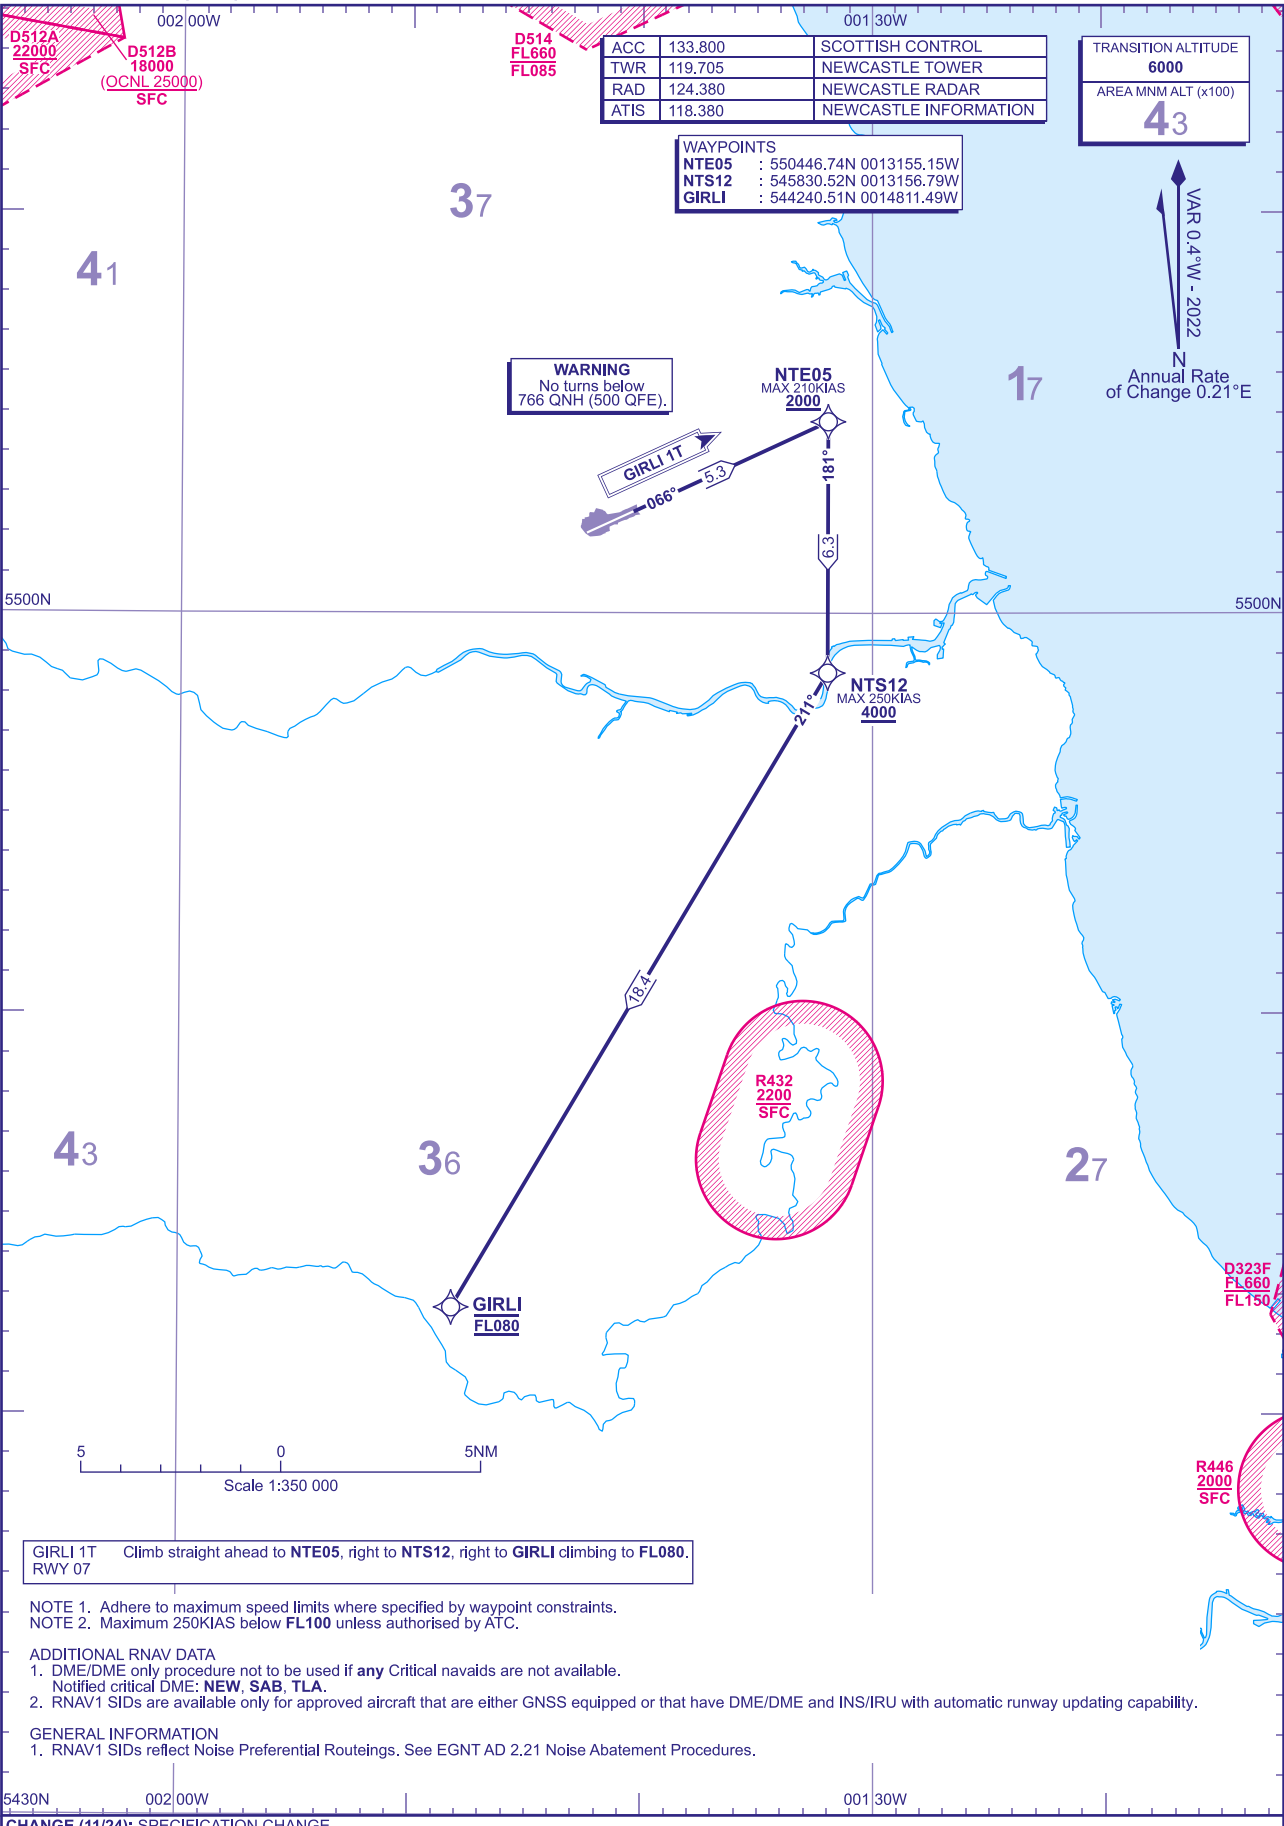 002 00W
001 30W
D512A
22000
SFC
D512B
18000
(OCNL 25000)
SFC
D514
FL660
FL085
ACC 133.800 SCOTTISH CONTROL
TWR 119.705 NEWCASTLE TOWER
RAD 124.380 NEWCASTLE RADAR
ATIS 118.380 NEWCASTLE INFORMATION
TRANSITION ALTITUDE
6000
AREA MNM ALT (x100)
43
WAYPOINTS
NTE05 : 550446.74N 0013155.15W
NTS12 : 545830.52N 0013156.79W
GIRLI : 544240.51N 0014811.49W
VAR 0.4°W - 2022
N
Annual Rate
of Change 0.21°E
37
41
17
WARNING
No turns below
766 QNH (500 QFE).
NTE05
MAX 210KIAS
2000
GIRLI 1T
066°
5.3
181°
6.3
5500N
5500N
NTS12
MAX 250KIAS
4000
211°
18.4
R432
2200
SFC
43
36
27
D323F
FL660
FL150
GIRLI
FL080
5 0 5NM
Scale 1:350 000
R446
2000
SFC
GIRLI 1T Climb straight ahead to NTE05, right to NTS12, right to GIRLI climbing to FL080.
RWY 07
NOTE 1. Adhere to maximum speed limits where specified by waypoint constraints.
NOTE 2. Maximum 250KIAS below FL100 unless authorised by ATC.
ADDITIONAL RNAV DATA
1. DME/DME only procedure not to be used if any Critical navaids are not available.
Notified critical DME: NEW, SAB, TLA.
2. RNAV1 SIDs are available only for approved aircraft that are either GNSS equipped or that have DME/DME and INS/IRU with automatic runway updating capability.
GENERAL INFORMATION
1. RNAV1 SIDs reflect Noise Preferential Routeings. See EGNT AD 2.21 Noise Abatement Procedures.
5430N
002 00W
001 30W
CHANGE (11/24): SPECIFICATION CHANGE